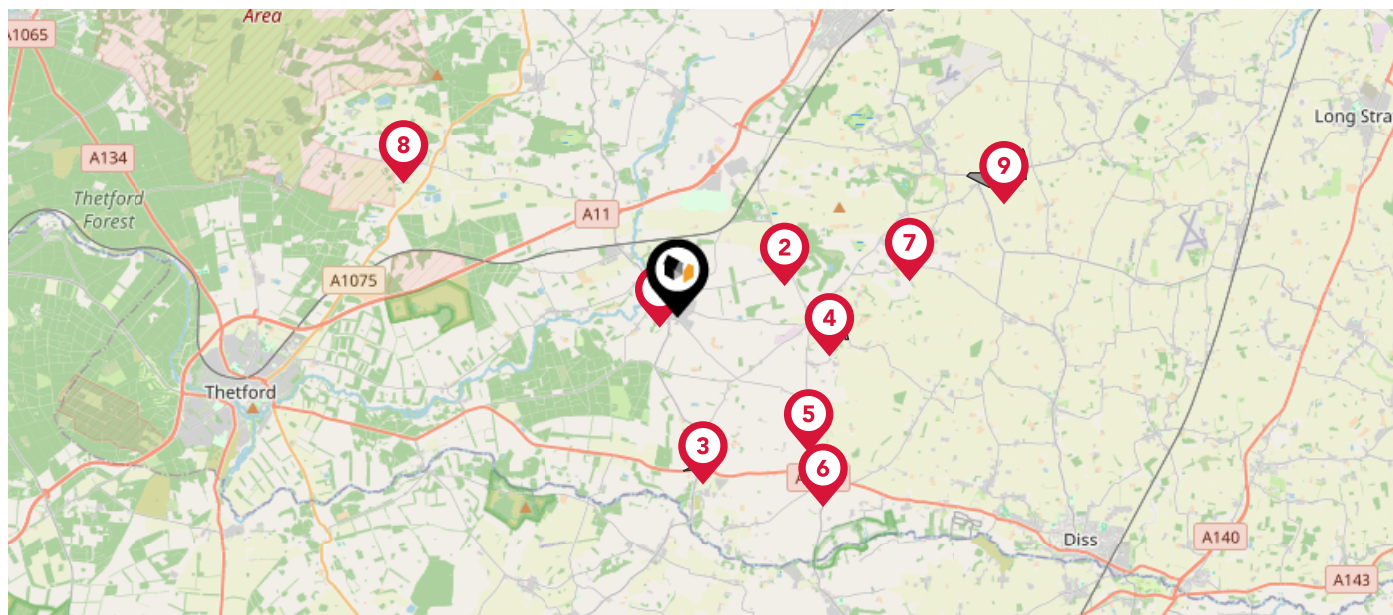 Area
A1065
8
A134
9
Long Stra
Thetford
Forest
A11
2
7
A1075
4
Thetford
5
3
6
Diss
A140
A143